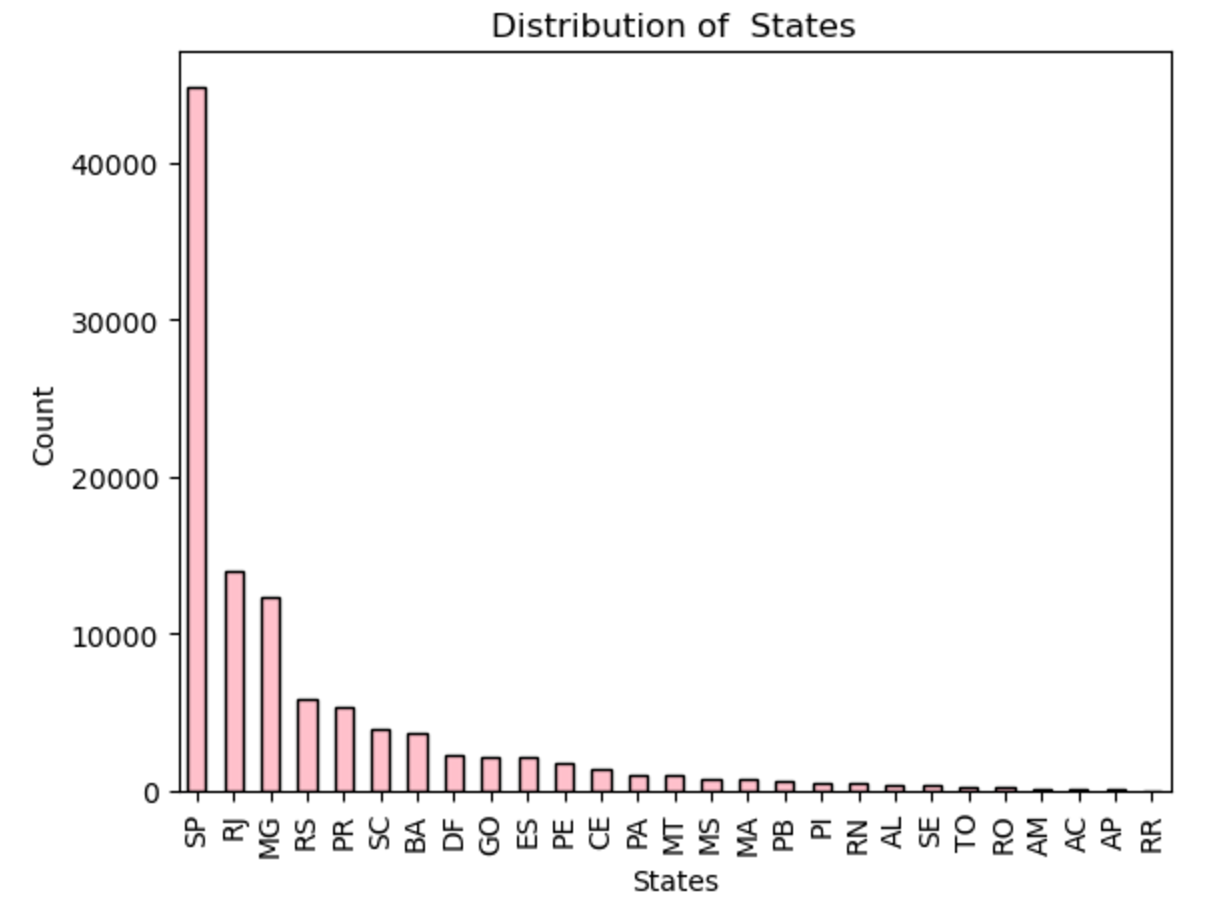 Distribution of  States
Count
40000
30000
20000
10000
0
SP RJ MG RS PR SC BA DF GO ES PE CE PA MT MS MA PB PI RN AL SE TO RO AM AC AP RR
States